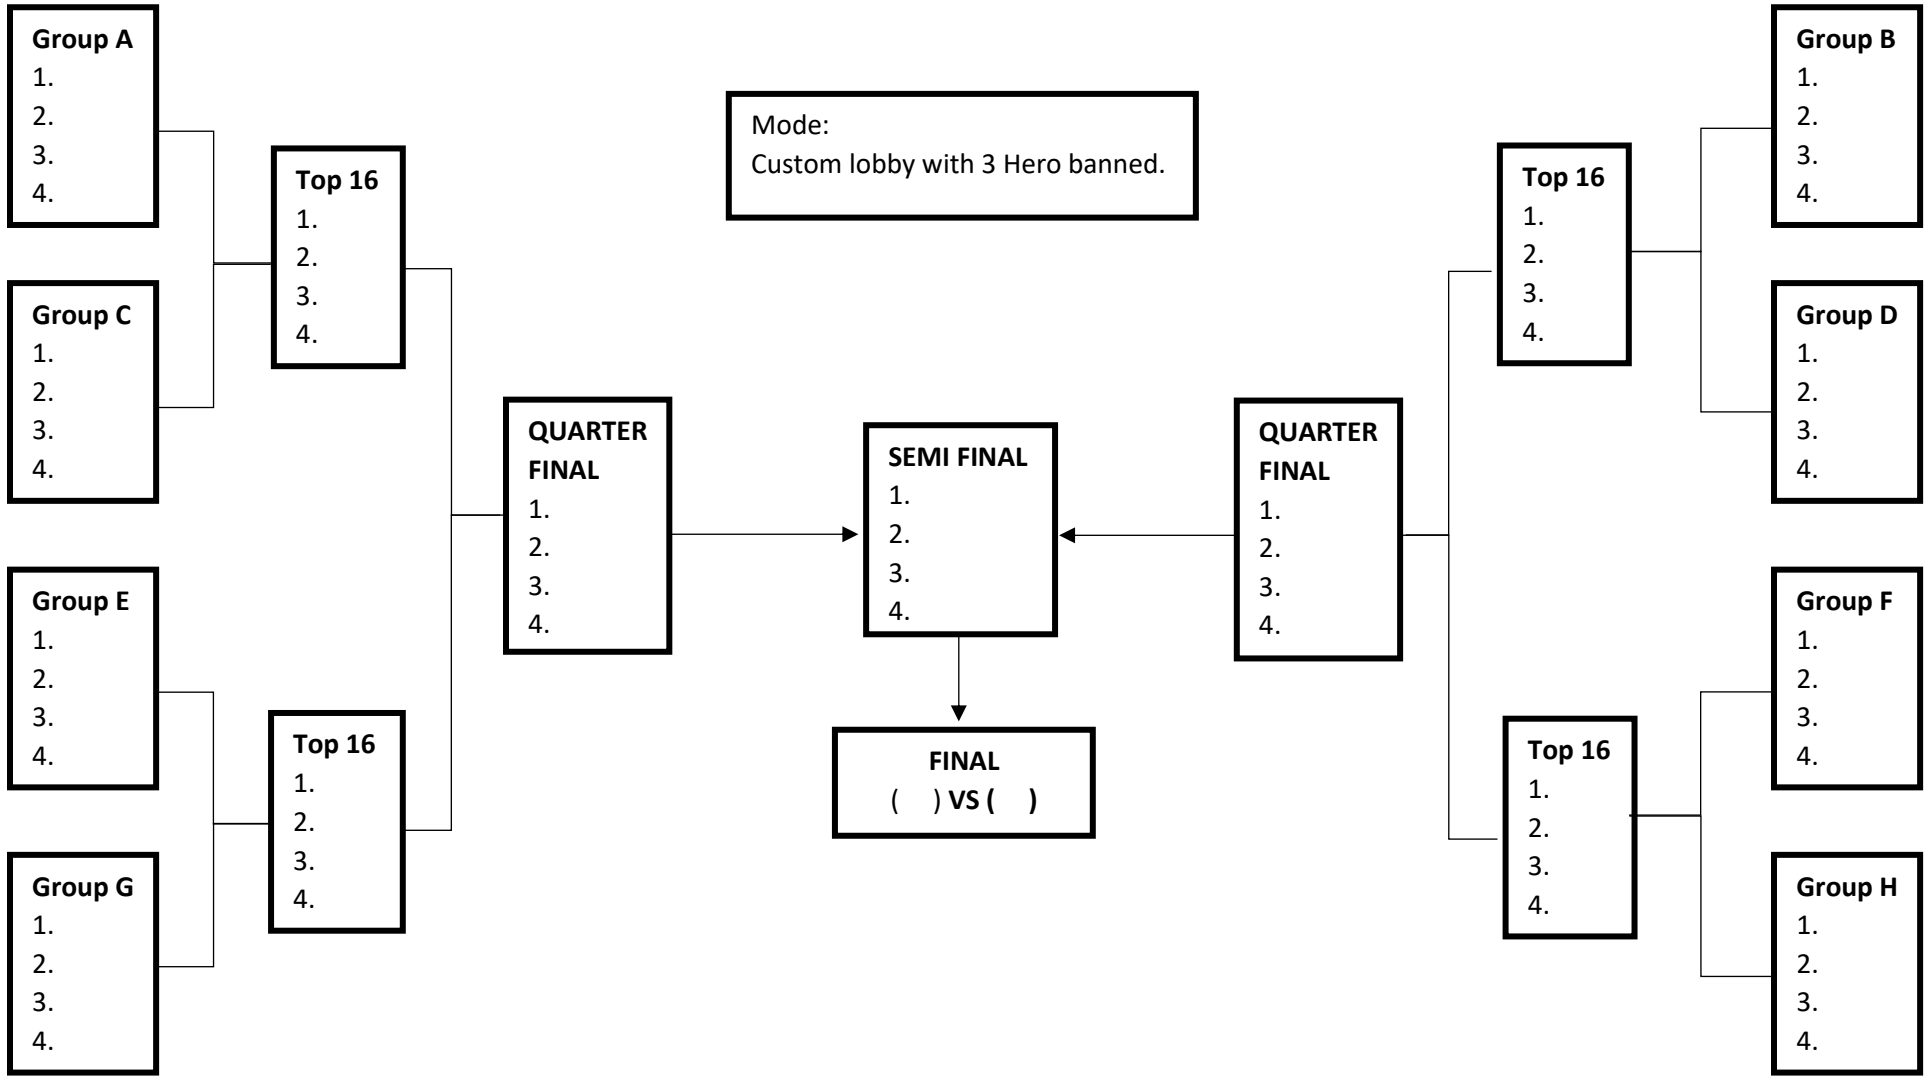 Group A
1.
2.
3.
4.
Group C
1.
2.
3.
4.
Group E
1.
2.
3.
4.
Group G
1.
2.
3.
4.
Top 16
1.
2.
3.
4.
Top 16
1.
2.
3.
4.
QUARTER
FINAL
1.
2.
3.
4.
Mode:
Custom lobby with 3 Hero banned.
SEMI FINAL
1.
2.
3.
4.
FINAL
(    ) VS (    )
QUARTER
FINAL
1.
2.
3.
4.
Top 16
1.
2.
3.
4.
Top 16
1.
2.
3.
4.
Group B
1.
2.
3.
4.
Group D
1.
2.
3.
4.
Group F
1.
2.
3.
4.
Group H
1.
2.
3.
4.